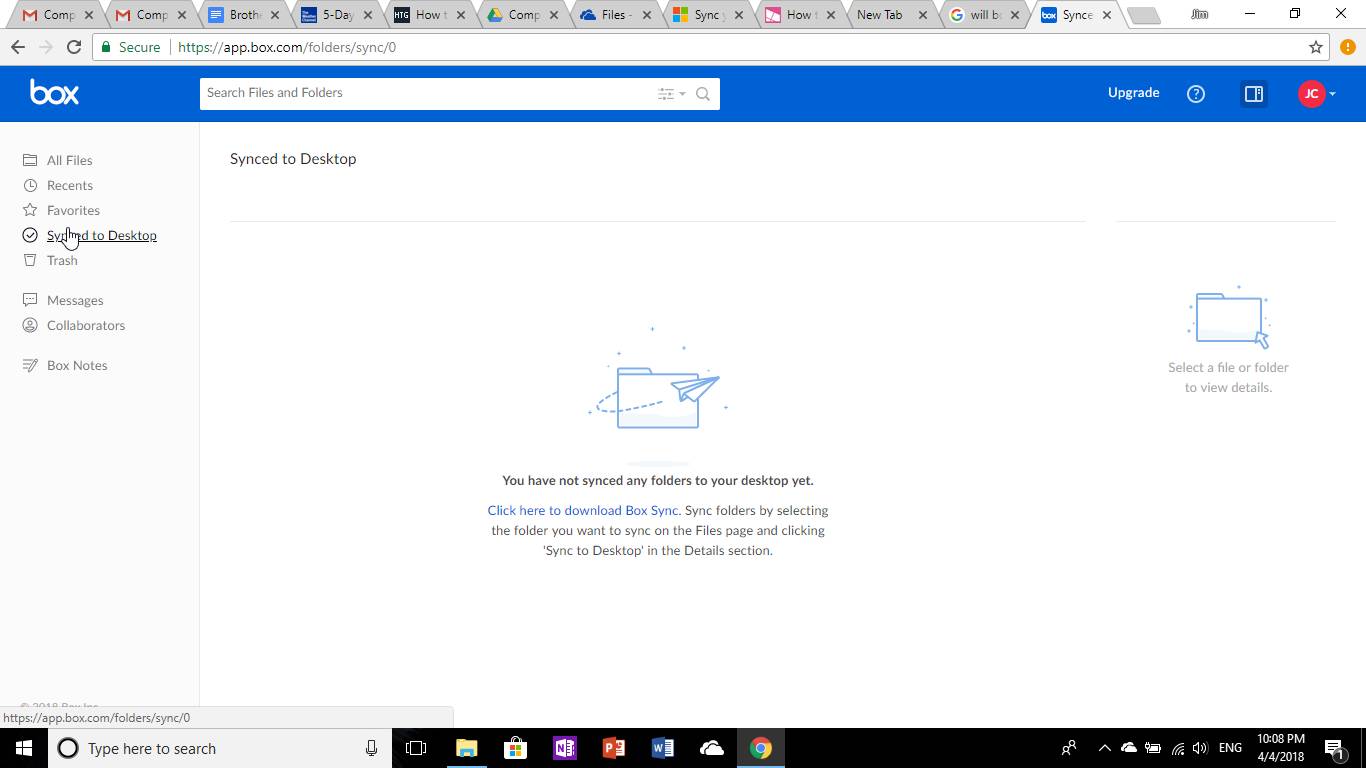 Comp
Comp
Broth
5-Day
HTG How t
Comp
Files -
Sync y
How t
New Tab
will b
box Synce
Jim
Secure https://app.box.com/folders/sync/0
box
Search Files and Folders
Upgrade
?
JC
All Files
Recents
Favorites
Synced to Desktop
Trash
Messages
Collaborators
Box Notes
Synced to Desktop
You have not synced any folders to your desktop yet.
Click here to download Box Sync. Sync folders by selecting
the folder you want to sync on the Files page and clicking
'Sync to Desktop' in the Details section.
Select a file or folder
to view details.
© 2018 Box Inc
https://app.box.com/folders/sync/0
Type here to search
ENG
10:08 PM
4/4/2018
1